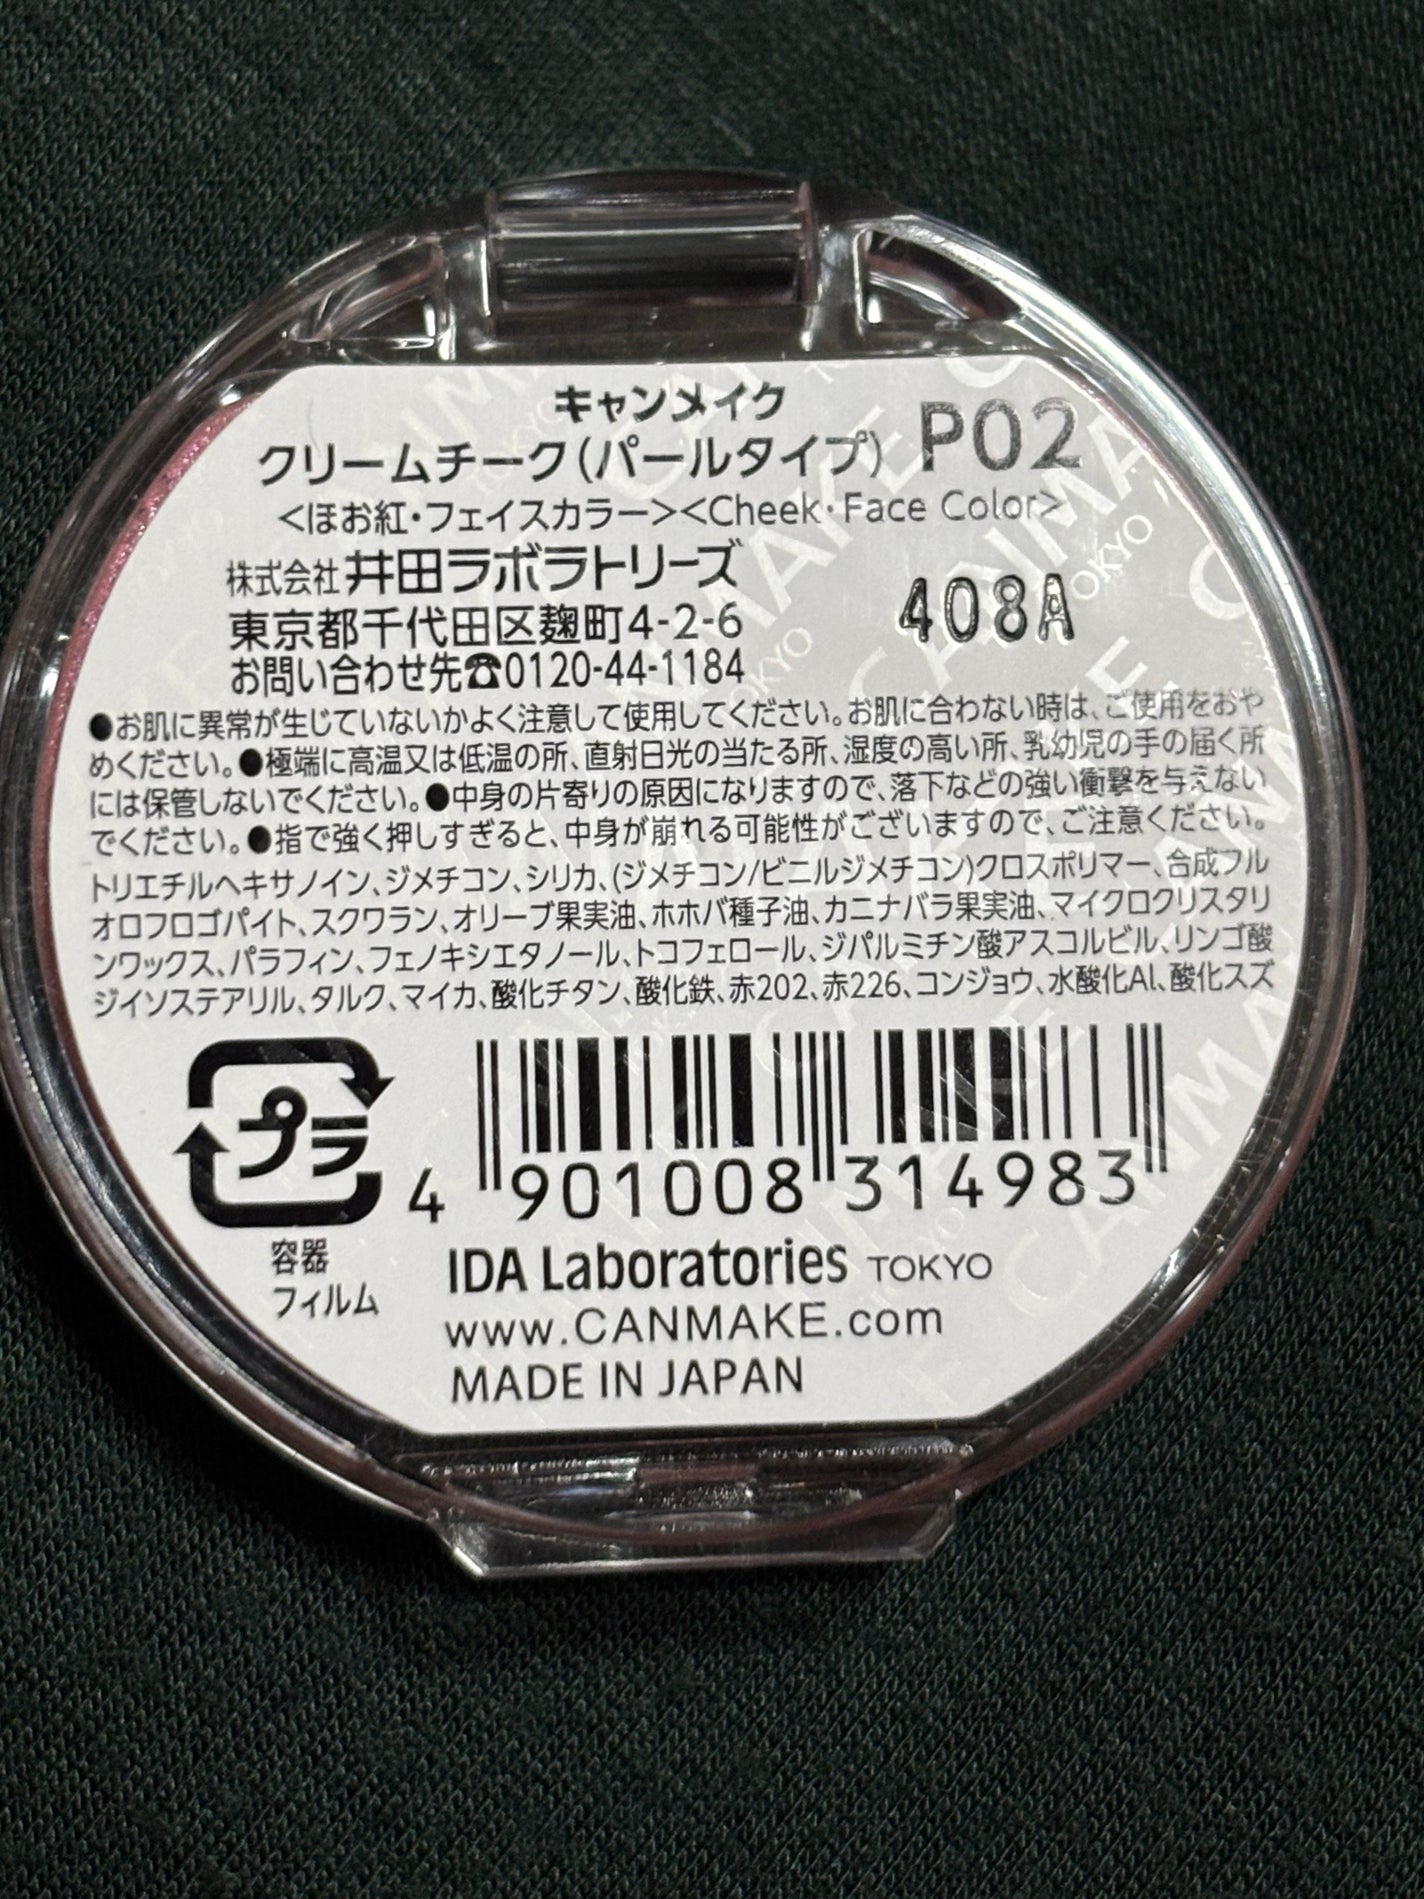 キャンメイク
クリームチーク(パールタイプ) P02
<ほお紅・フェイスカラー><Cheek・Face Color>
株式会社 井田ラボラトリーズ
東京都千代田区麹町4-2-6
408A
お問い合わせ先☎0120-44-1184
●お肌に異常が生じていないかよく注意して使用してください。お肌に合わない時は、ご使用をおや
めください。●極端に高温又は低温の所、直射日光の当たる所、湿度の高い所、乳幼児の手の届く所
には保管しないでください。●中身の片寄りの原因になりますので、落下などの強い衝撃を与えない
でください。●指で強く押しすぎると、中身が崩れる可能性がございますので、ご注意ください。
トリエチルヘキサノイン、ジメチコン、シリカ、(ジメチコン/ビニルジメチコン)クロスポリマー、合成フル
オロフロゴパイト、スクワラン、オリーブ果実油、ホホバ種子油、カニナバラ果実油、マイクロクリスタリ
ンワックス、パラフィン、フェノキシエタノール、トコフェロール、ジパルミチン酸アスコルビル、リンゴ酸
ジイソステアリル、タルク、マイカ、酸化チタン、酸化鉄、赤202、赤226、コンジョウ、水酸化Al、酸化スズ
プラ
容器
フィルム
4 901008 314983
IDA Laboratories TOKYO
www.CANMAKE.com
MADE IN JAPAN